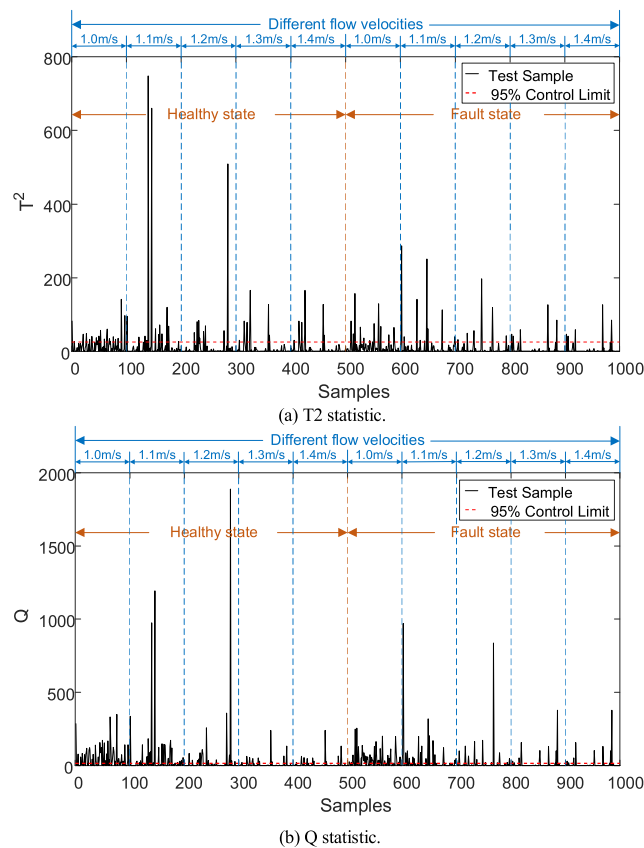 Different flow velocities
1.0m/s 1.1m/s 1.2m/s 1.3m/s 1.4m/s 1.0m/s 1.1m/s 1.2m/s 1.3m/s 1.4m/s
800
Test Sample
95% Control Limit
Healthy state Fault state
600
T2
400
200
0
0 100 200 300 400 500 600 700 800 900 1000
Samples
(a) T2 statistic.
Different flow velocities
1.0m/s 1.1m/s 1.2m/s 1.3m/s 1.4m/s 1.0m/s 1.1m/s 1.2m/s 1.3m/s 1.4m/s
2000
Test Sample
95% Control Limit
Healthy state Fault state
1500
Q
1000
500
0
0 100 200 300 400 500 600 700 800 900 1000
Samples
(b) Q statistic.